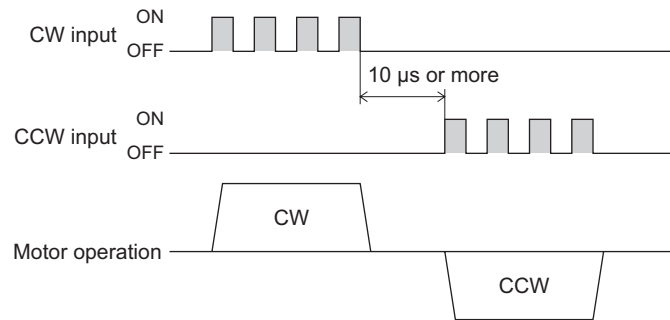 ON
CW input
OFF
10 µs or more
ON
CCW input
OFF
CW
Motor operation
CCW